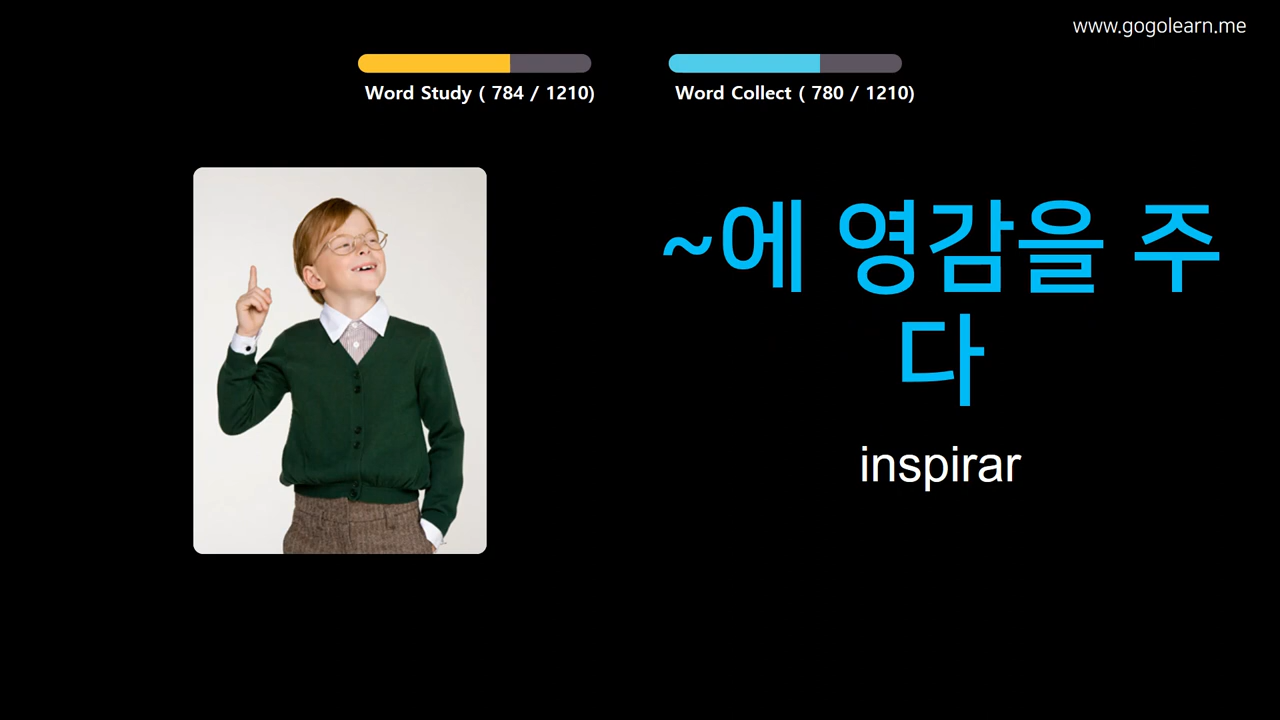 www.gogolearn.me
Word Study ( 784 / 1210)
Word Collect ( 780 / 1210)
~에 영감을 주
다
inspirar